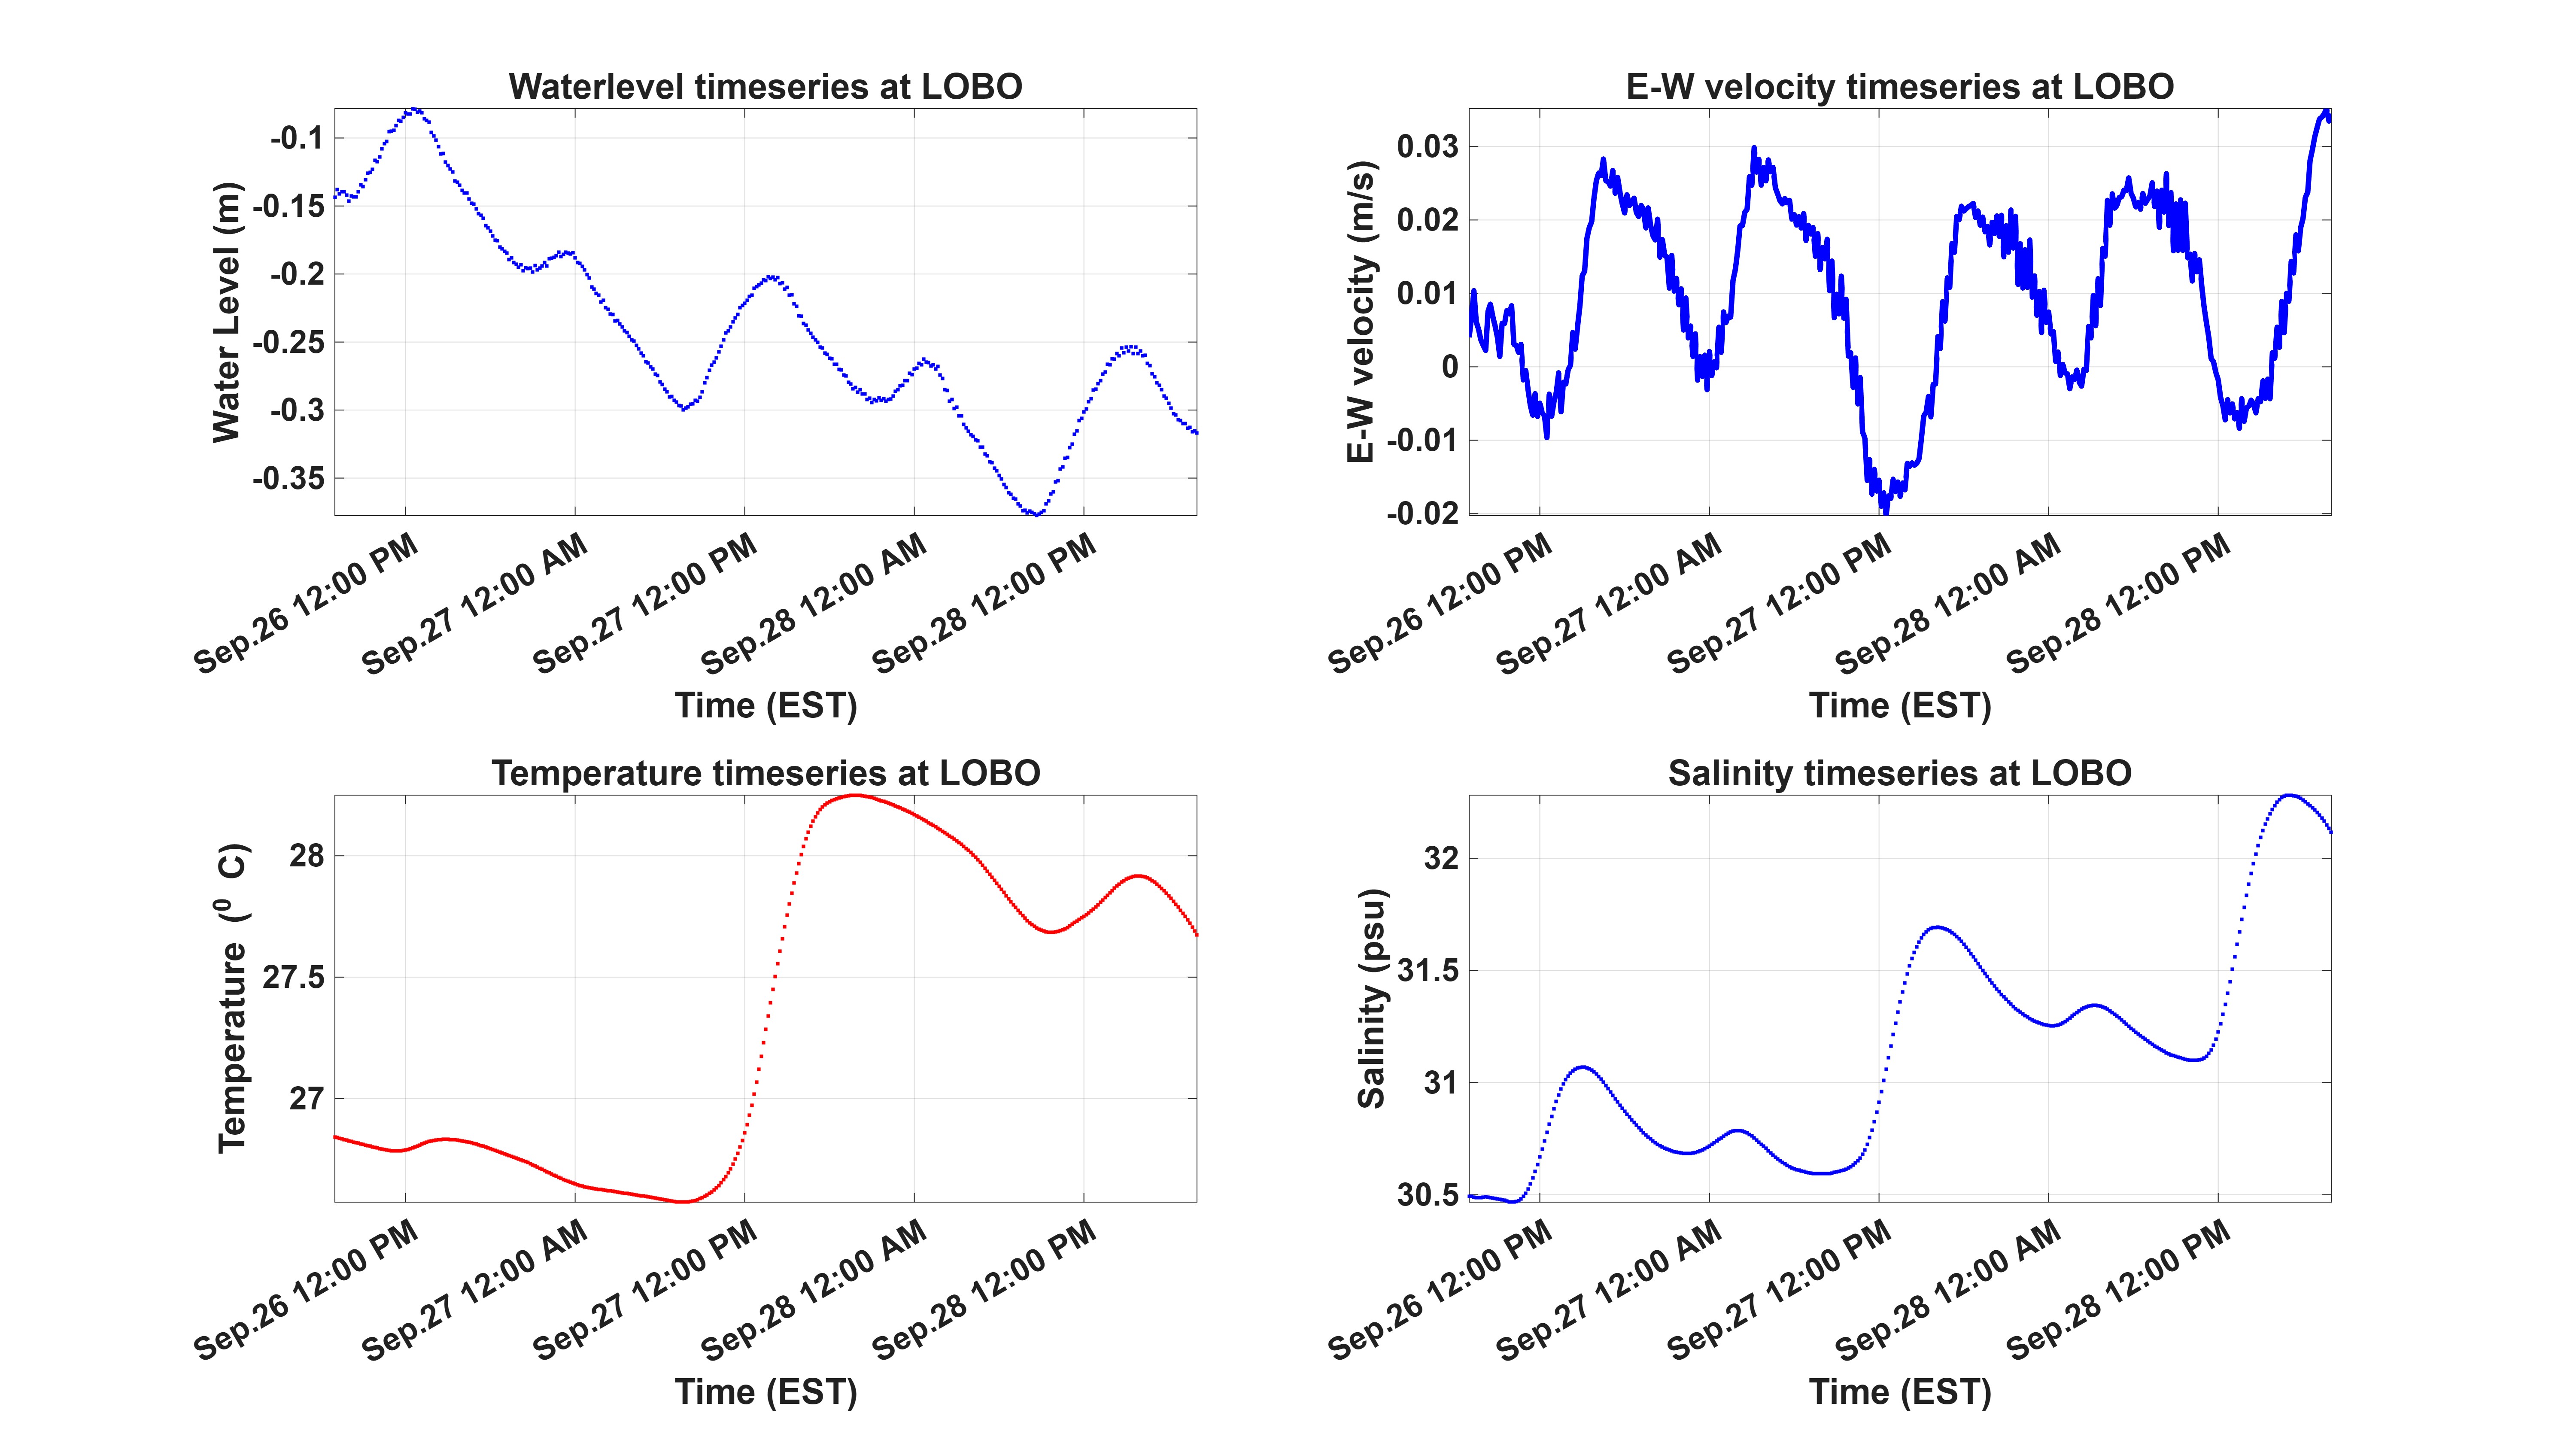 Waterlevel timeseries at LOBO
Water Level (m)
-0.1
-0.15
-0.2
-0.25
-0.3
-0.35
Sep.26 12:00 PM
Sep.27 12:00 AM
Sep.27 12:00 PM
Sep.28 12:00 AM
Sep.28 12:00 PM
Time (EST)
E-W velocity timeseries at LOBO
E-W velocity (m/s)
0.03
0.02
0.01
0
-0.01
-0.02
Sep.26 12:00 PM
Sep.27 12:00 AM
Sep.27 12:00 PM
Sep.28 12:00 AM
Sep.28 12:00 PM
Time (EST)
Temperature timeseries at LOBO
Temperature (⁰ C)
28
27.5
27
Sep.26 12:00 PM
Sep.27 12:00 AM
Sep.27 12:00 PM
Sep.28 12:00 AM
Sep.28 12:00 PM
Time (EST)
Salinity timeseries at LOBO
Salinity (psu)
32
31.5
31
30.5
Sep.26 12:00 PM
Sep.27 12:00 AM
Sep.27 12:00 PM
Sep.28 12:00 AM
Sep.28 12:00 PM
Time (EST)